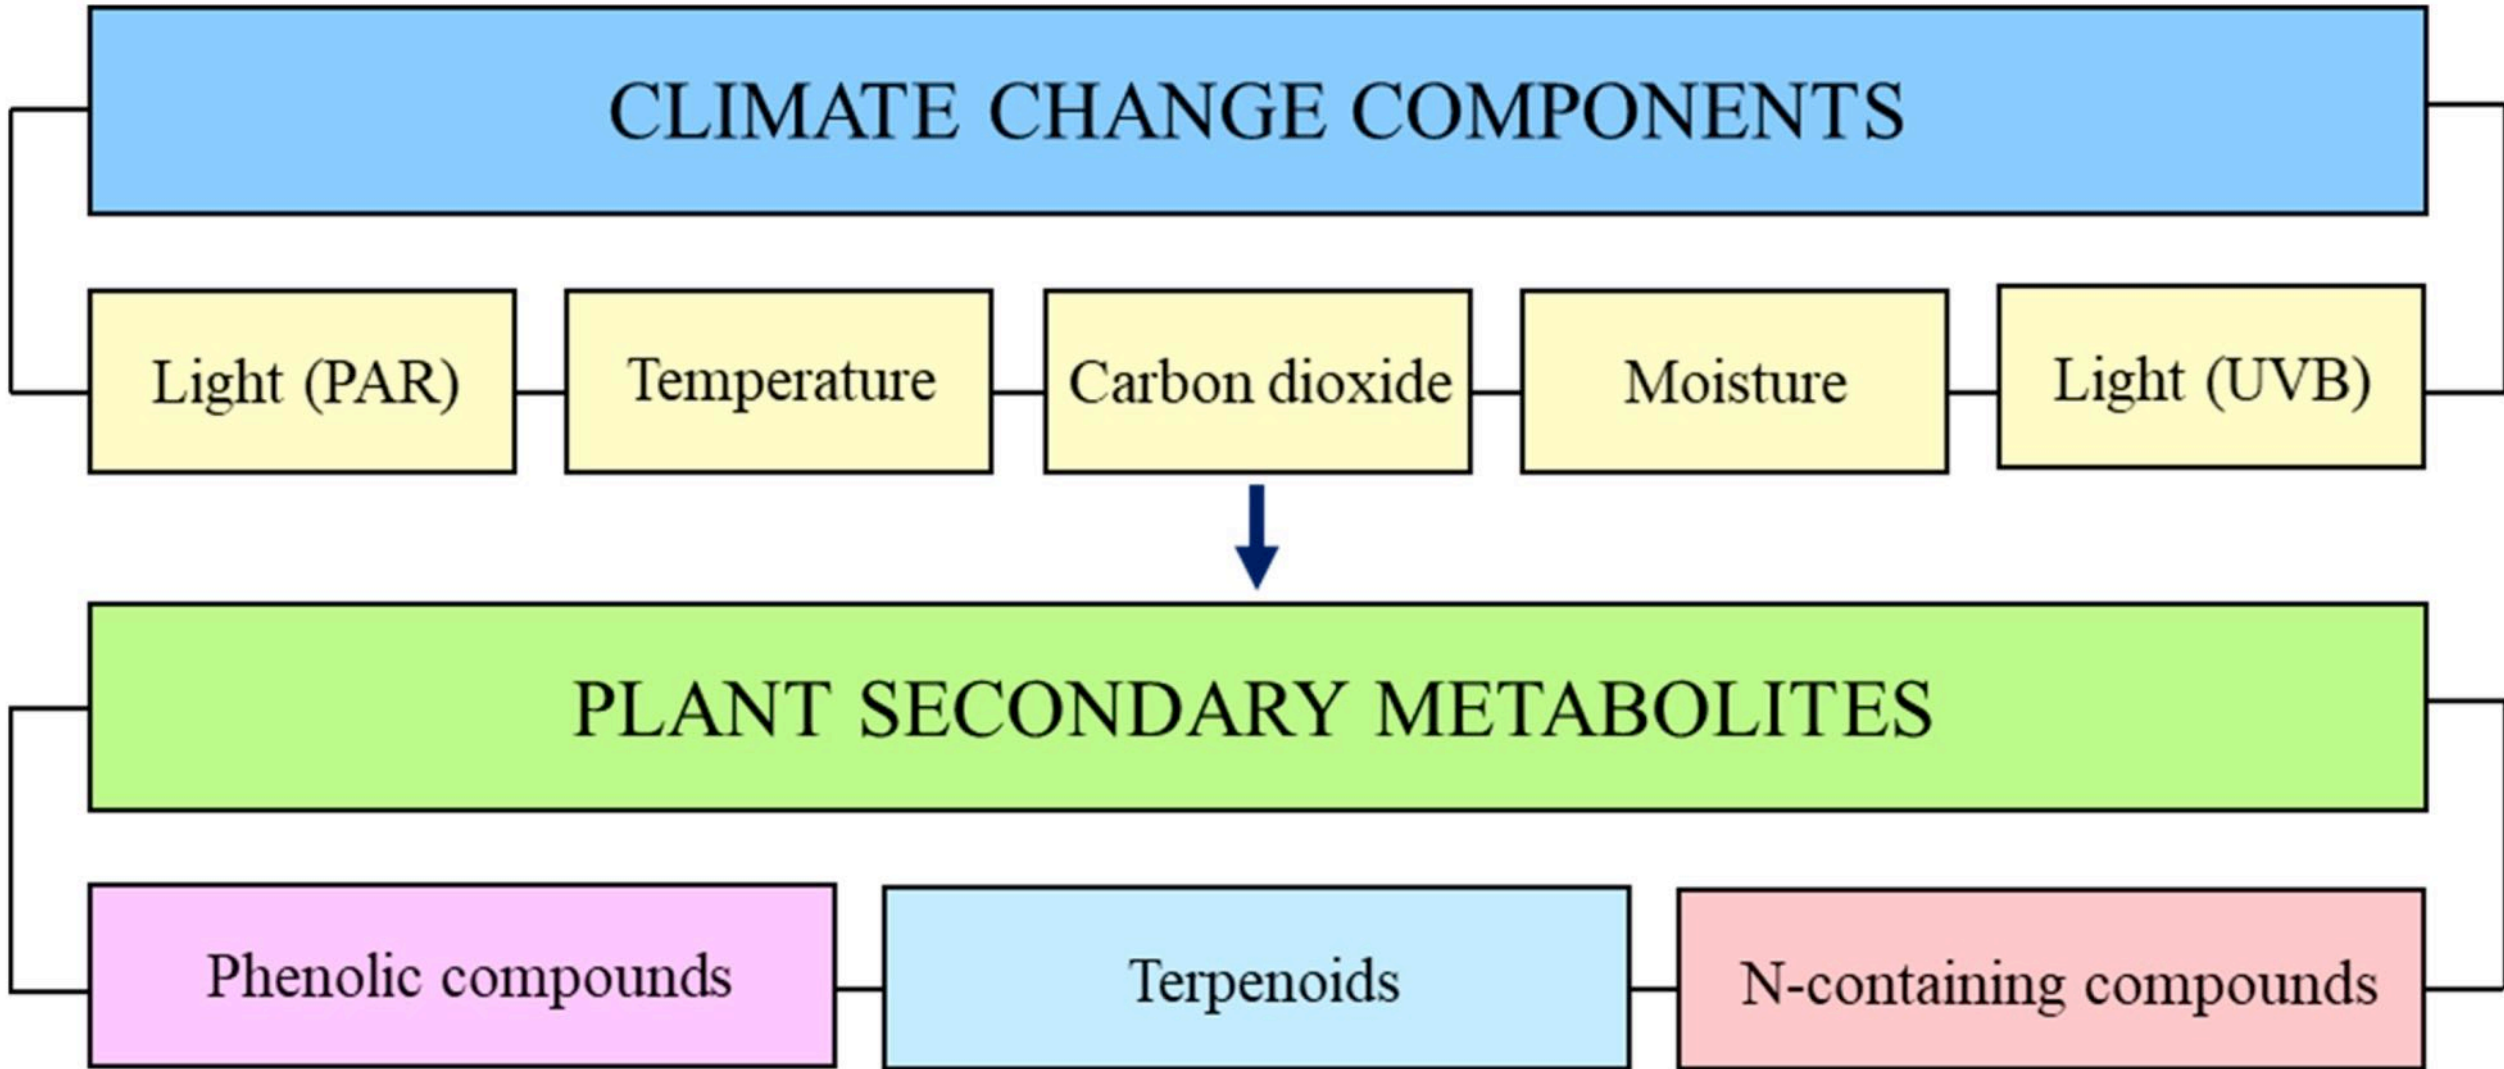 CLIMATE CHANGE COMPONENTS
Light (PAR)
Temperature
Carbon dioxide
Moisture
Light (UVB)
PLANT SECONDARY METABOLITES
Phenolic compounds
Terpenoids
N-containing compounds